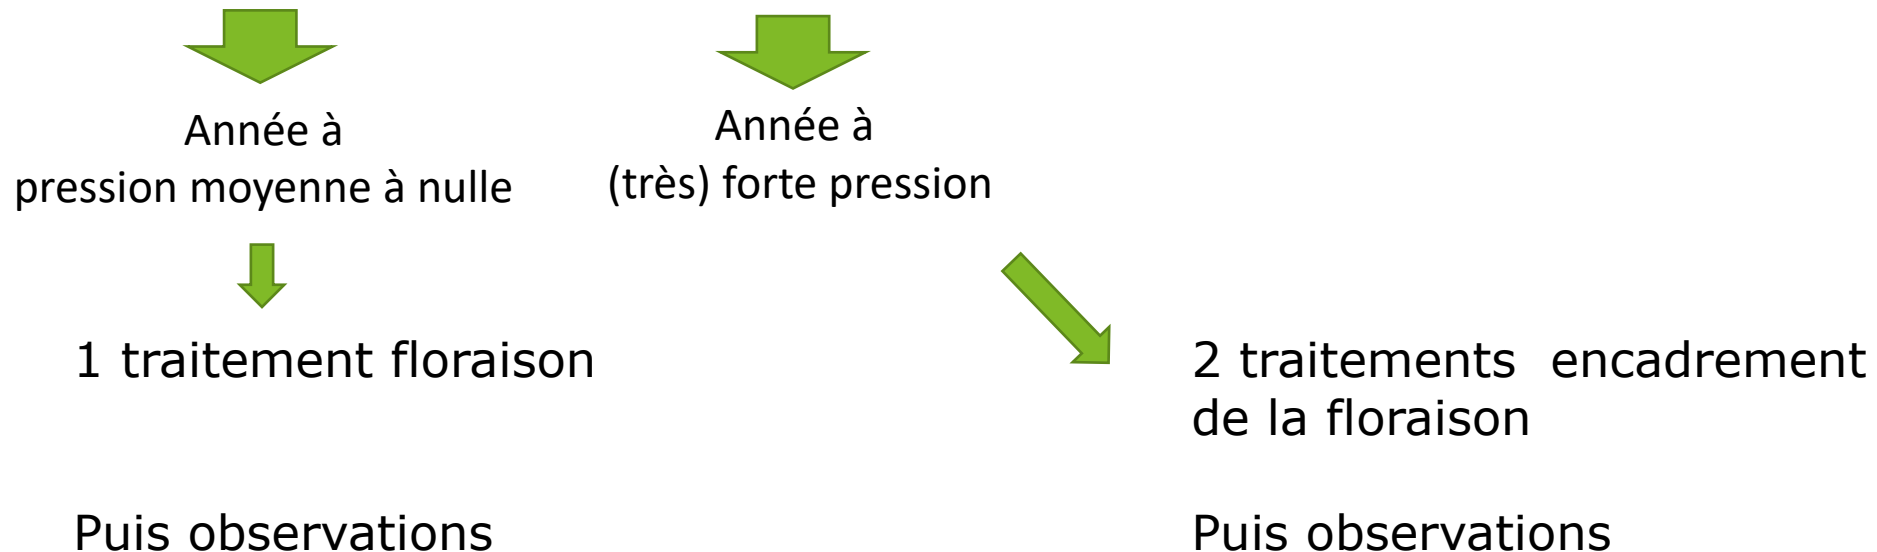 Année à
pression moyenne à nulle
Année à
(très) forte pression
1 traitement floraison
Puis observations
2 traitements encadrement
de la floraison
Puis observations